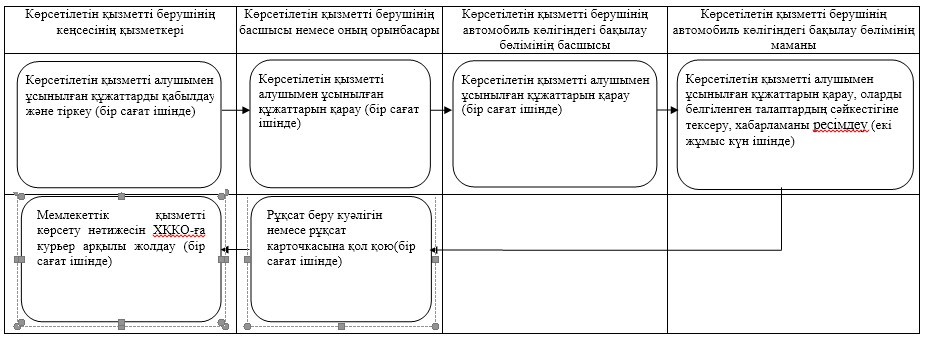 Көрсетілетін қызметті берушінің
кеңсесінің қызметкері
Көрсетілетін қызметті берушінің
басшысы немесе оның орынбасары
Көрсетілетін қызметті берушінің
автомобиль көлігіндегі бақылау
бөлімінің басшысы
Көрсетілетін қызметті берушінің
автомобиль көлігіндегі бақылау бөлімінің
маманы
Көрсетілетін қызметті алушымен
ұсынылған құжаттарды қабылдау
және тіркеу (бір сағат ішінде)
Көрсетілетін қызметті
алушымен ұсынылған
құжаттарын қарау (бір сағат
ішінде)
Көрсетілетін қызметті алушымен
ұсынылған құжаттарын қарау
(бір сағат ішінде)
Көрсетілетін қызметті алушымен
ұсынылған құжаттарын қарау, оларды
белгіленген талаптардың сәйкестігіне
тексеру, хабарламаны ресімдеу (екі
жұмыс күн ішінде)
Мемлекеттік қызметті
көрсету нәтижесін ХҚКО-ға
курьер арқылы жолдау (бір
сағат ішінде)
Рұқсат беру куәлігін
немесе рұқсат
карточкасына қол қою(бір
сағат ішінде)